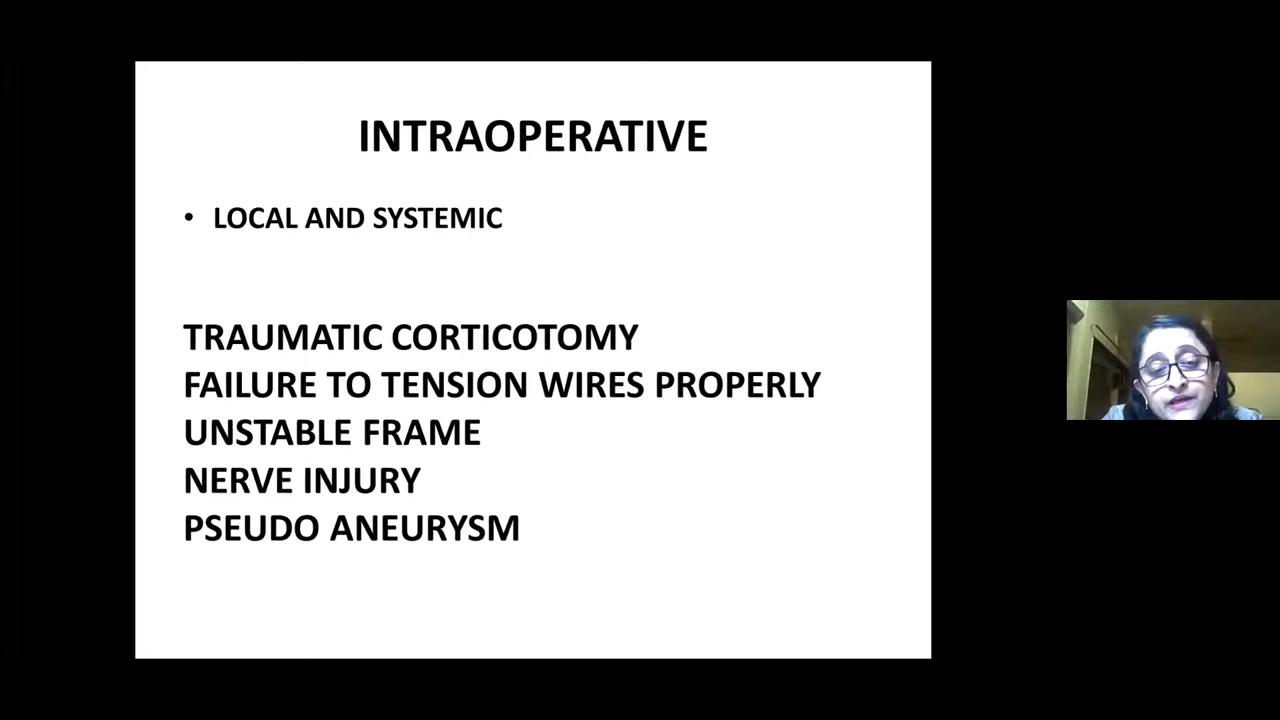 INTRAOPERATIVE
• LOCAL AND SYSTEMIC
TRAUMATIC CORTICOTOMY
FAILURE TO TENSION WIRES PROPERLY
UNSTABLE FRAME
NERVE INJURY
PSEUDO ANEURYSM